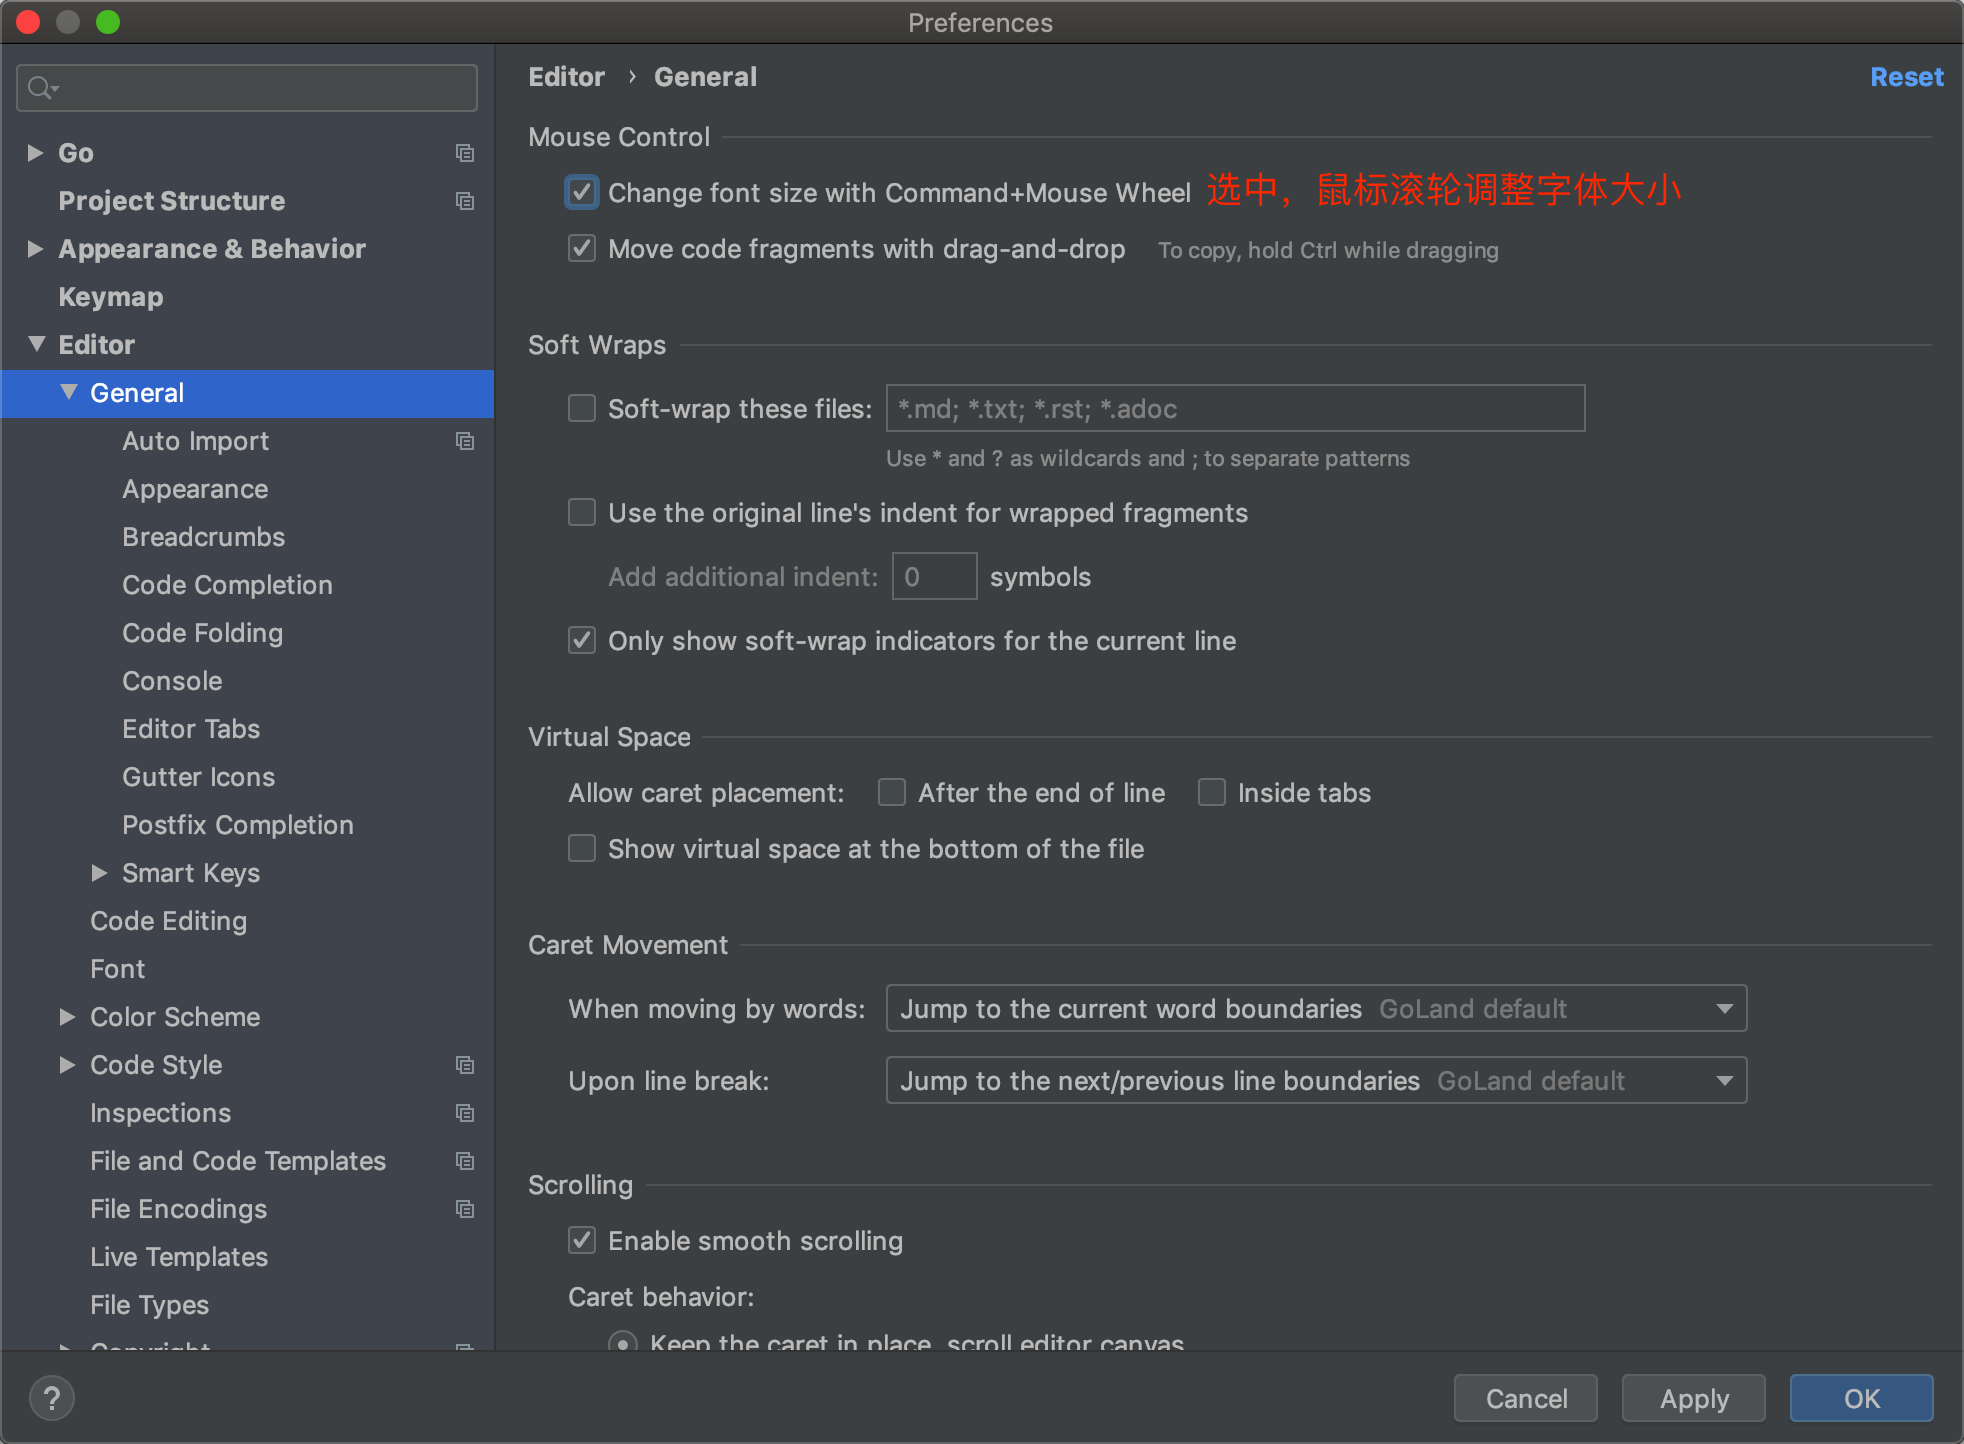 Preferences
Go
Project Structure
Appearance & Behavior
Keymap
Editor
General
Auto Import
Appearance
Breadcrumbs
Code Completion
Code Folding
Console
Editor Tabs
Gutter Icons
Postfix Completion
Smart Keys
Code Editing
Font
Color Scheme
Code Style
Inspections
File and Code Templates
File Encodings
Live Templates
File Types
Copyright
Editor › General Reset
Mouse Control
Change font size with Command+Mouse Wheel 选中，鼠标滚轮调整字体大小
Move code fragments with drag-and-drop To copy, hold Ctrl while dragging
Soft Wraps
Soft-wrap these files: *.md; *.txt; *.rst; *.adoc
Use * and ? as wildcards and ; to separate patterns
Use the original line's indent for wrapped fragments
Add additional indent: 0 symbols
Only show soft-wrap indicators for the current line
Virtual Space
Allow caret placement: After the end of line Inside tabs
Show virtual space at the bottom of the file
Caret Movement
When moving by words: Jump to the current word boundaries GoLand default
Upon line break: Jump to the next/previous line boundaries GoLand default
Scrolling
Enable smooth scrolling
Caret behavior:
Keep the caret in place, scroll editor canvas
? Cancel Apply OK